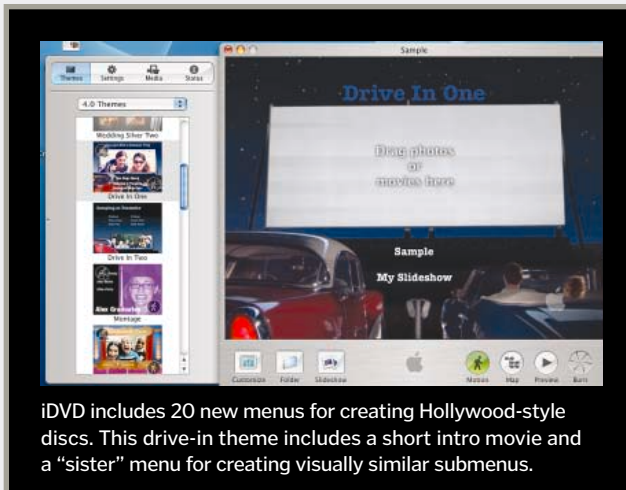 Sample
Themes Settings Media Status
4.0 Themes
Wedding Silver Two
Drive In One
Drive In Two
Alex Gramarino
Montage
Drive In One
Drag photos
or
movies here
Sample
My Slideshow
Customize Folder Slideshow Motion Map Preview Burn
iDVD includes 20 new menus for creating Hollywood-style
discs. This drive-in theme includes a short intro movie and
a “sister” menu for creating visually similar submenus.